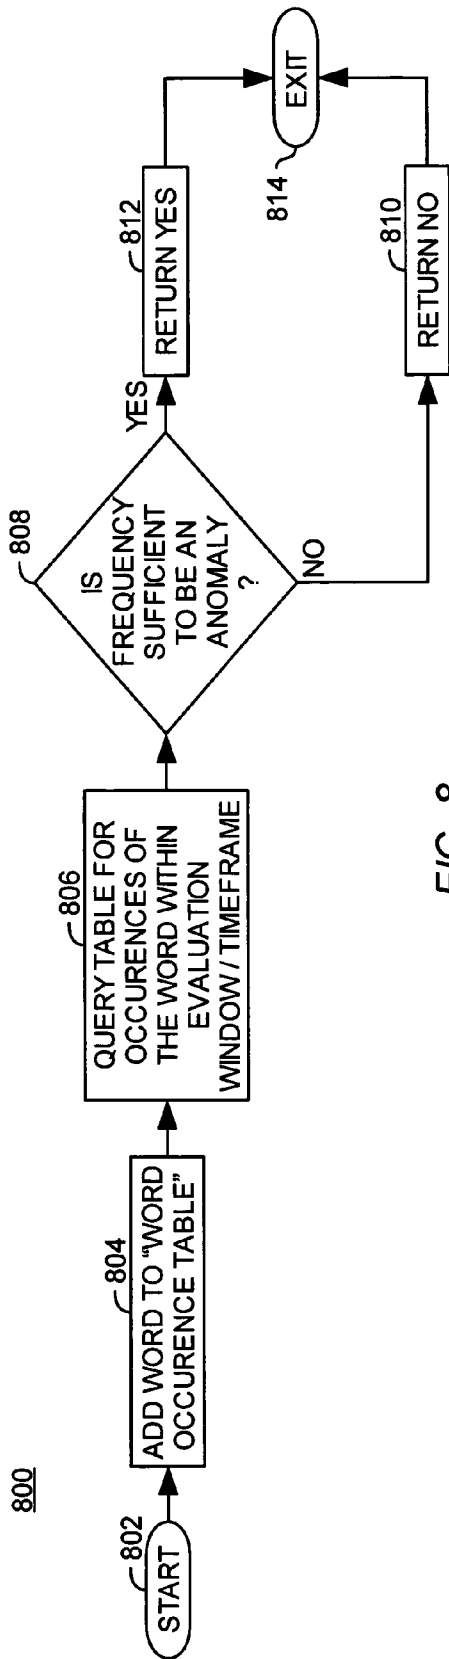 800
802
START
804
ADD WORD TO "WORD
OCCURENCE TABLE"
806
QUERY TABLE FOR
OCCURENCES OF
THE WORD WITHIN
EVALUATION
WINDOW / TIMEFRAME
808
IS
FREQUENCY
SUFFICIENT
TO BE AN
ANOMALY
?
YES
NO
812
RETURN YES
810
RETURN NO
814
EXIT
FIG. 8